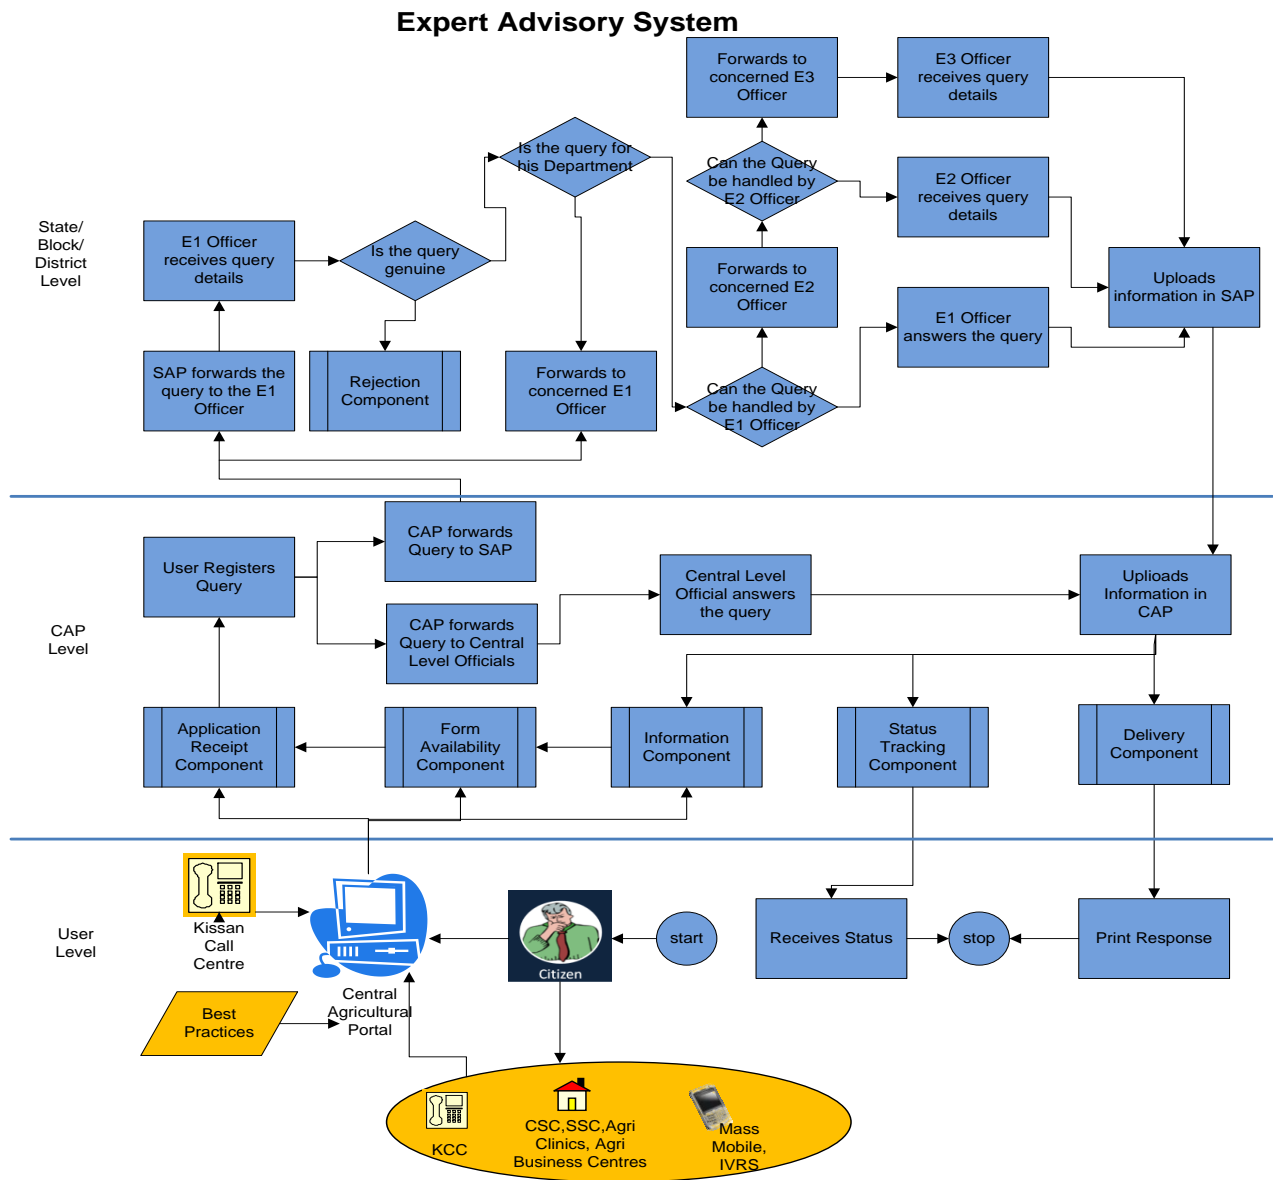 Expert Advisory System
Forwards to
concerned E3
Officer
E3 Officer
receives query
details
Is the query for
his Department
Can the Query
be handled by
E2 Officer
E2 Officer
receives query
details
State/
Block/
District
Level
E1 Officer
receives query
details
Is the query
genuine
Forwards to
concerned E2
Officer
Uploads
information in SAP
E1 Officer
answers the query
SAP forwards the
query to the E1
Officer
Rejection
Component
Forwards to
concerned E1
Officer
Can the Query
be handled by
E1 Officer
CAP forwards
Query to SAP
User Registers
Query
Central Level
Official answers
the query
Uplioads
Information in
CAP
CAP
Level
CAP forwards
Query to Central
Level Officials
Application
Receipt
Component
Form
Availability
Component
Information
Component
Status
Tracking
Component
Delivery
Component
User
Level
Kissan
Call
Centre
Citizen
start
Receives Status
stop
Print Response
Central
Agricultural
Portal
Best
Practices
KCC
CSC,SSC,Agri
Clinics, Agri
Business Centres
Mass
Mobile,
IVRS